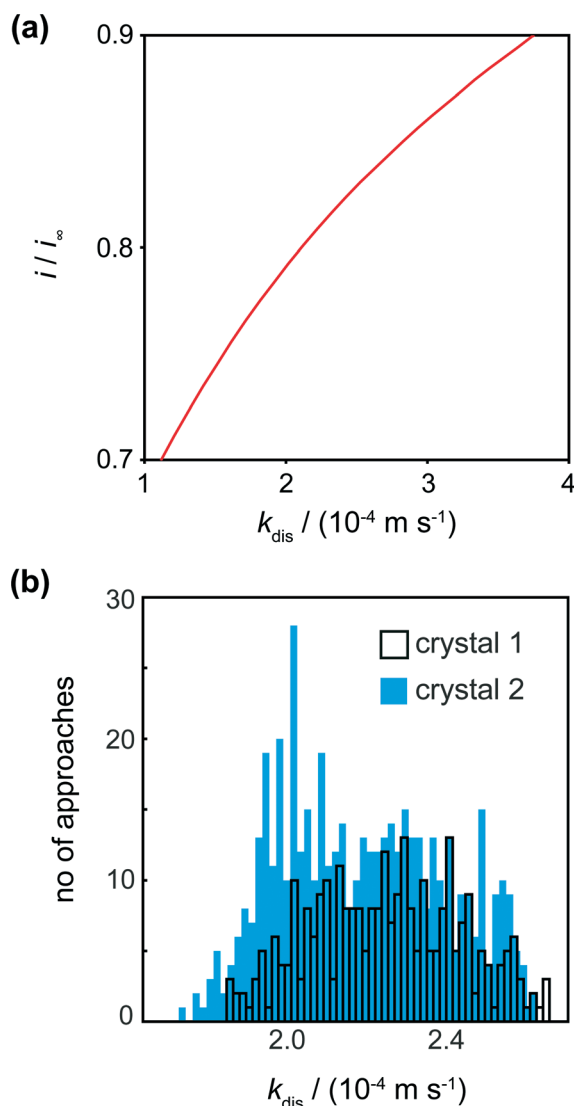 (a)
0.9
0.8
0.7
i / i∞
1 2 3 4
kdis / (10-4 m s-1)
(b)
30
20
10
0
no of approaches
crystal 1
crystal 2
2.0 2.4
kdis / (10-4 m s-1)